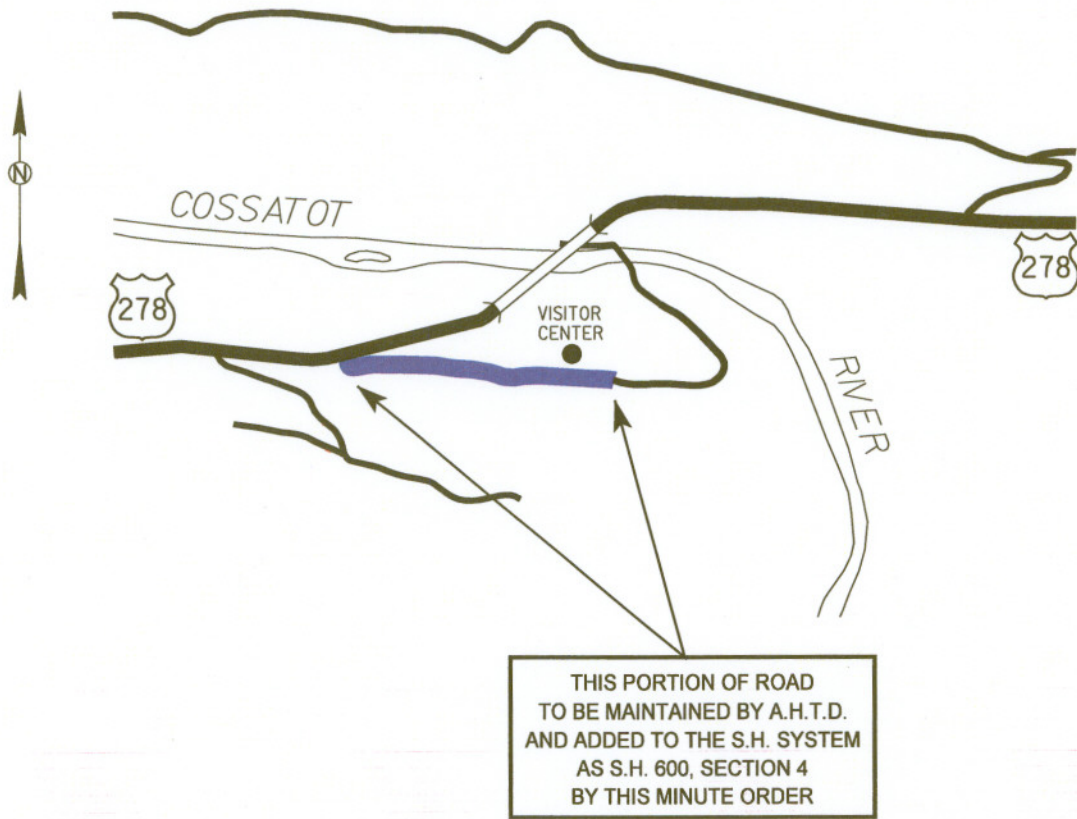 N
COSSATOT
278
278
VISITOR
CENTER
RIVER
THIS PORTION OF ROAD
TO BE MAINTAINED BY A.H.T.D.
AND ADDED TO THE S.H. SYSTEM
AS S.H. 600, SECTION 4
BY THIS MINUTE ORDER